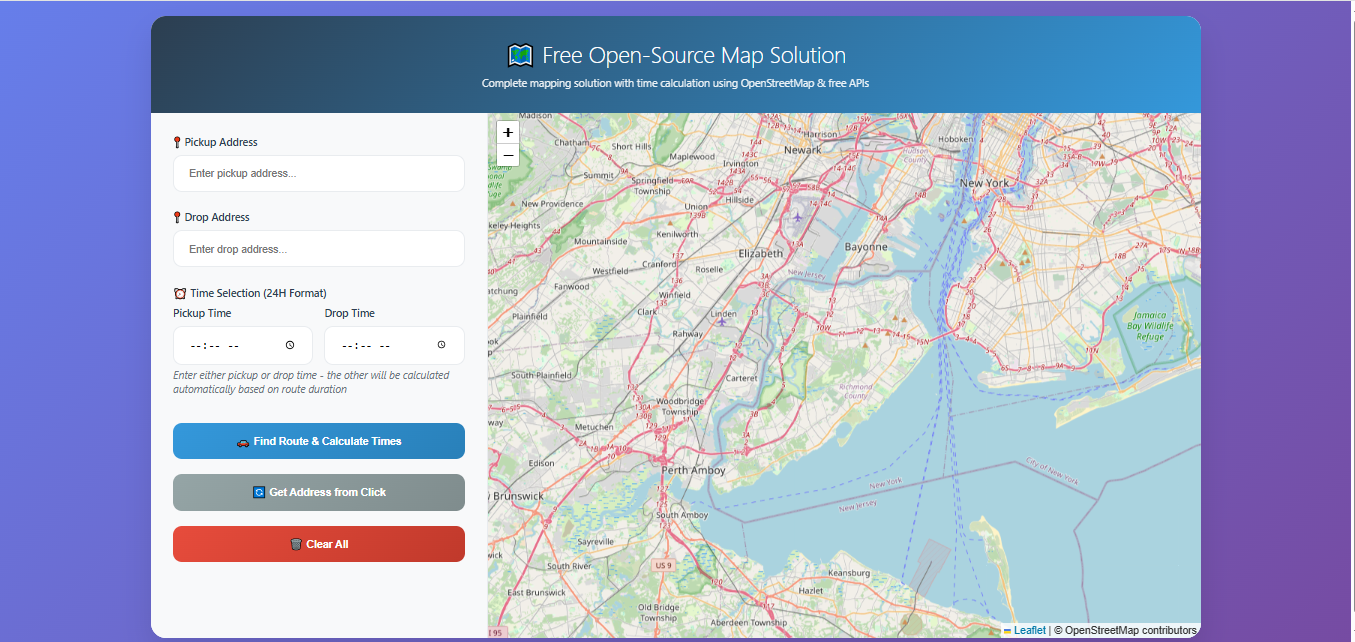 Free Open-Source Map Solution
Complete mapping solution with time calculation using OpenStreetMap & free APIs
Pickup Address
Enter pickup address...
Drop Address
Enter drop address...
Time Selection (24H Format)
Pickup Time
Drop Time
--:-- --
--:-- --
Enter either pickup or drop time - the other will be calculated
automatically based on route duration
Find Route & Calculate Times
Get Address from Click
Clear All
+
−
Madison
Chatham
Short Hills
Maplewood
Irvington
Newark
Harrison
Hudson
County
Hoboken
New York
Summit
Springfield
Township
Hillside
Union
New Providence
keley Heights
Mountainside
Kenilworth
Elizabeth
Bayonne
New Jersey
Westfield
Cranford
Roselle
Fanwood
Winfield
Clark
Linden
Rahway
Plainfield
South Plainfield
Carteret
Richmond
County
Woodbridge
Township
Metuchen
Edison
Perth Amboy
Brunswick
South Amboy
Sayreville
South River
US 9
East Brunswick
Old Bridge
Township
Hazlet
Keansburg
Aberdeen Township
I 95
Jamaica
Bay Wildlife
Refuge
City of New York
New York
New Jersey
Leaflet | © OpenStreetMap contributors